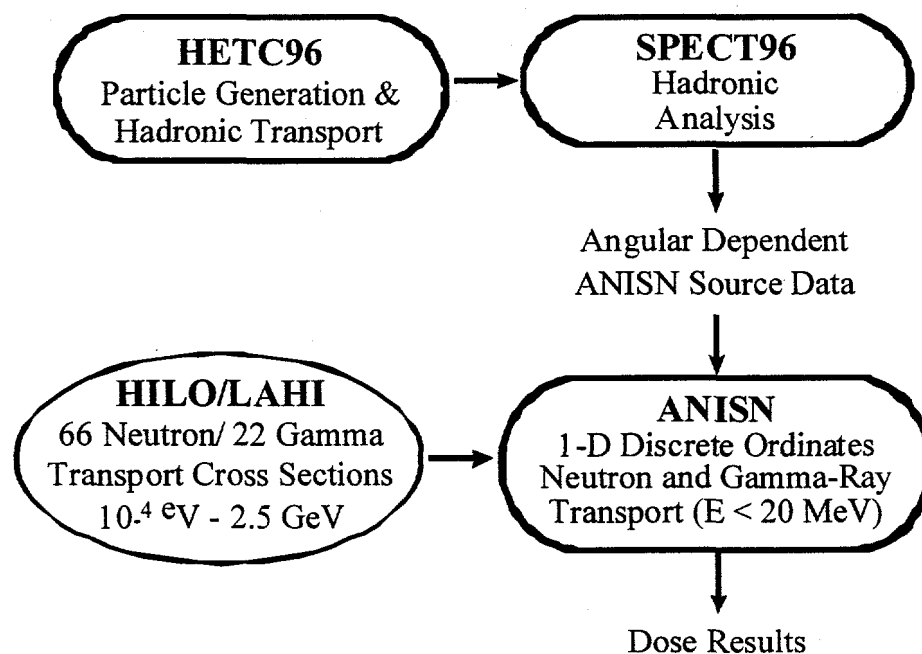 HETC96
Particle Generation &
Hadronic Transport
SPECT96
Hadronic
Analysis
Angular Dependent
ANISN Source Data
HILO/LAHI
66 Neutron/ 22 Gamma
Transport Cross Sections
10-4 eV - 2.5 GeV
ANISN
1-D Discrete Ordinates
Neutron and Gamma-Ray
Transport (E < 20 MeV)
Dose Results